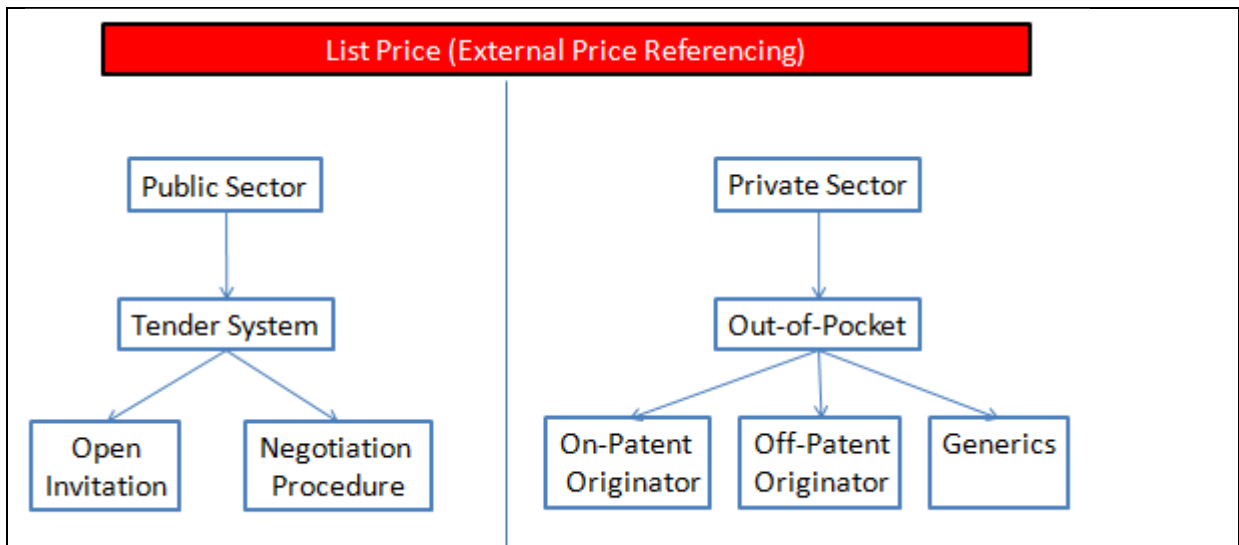 List Price (External Price Referencing)
Public Sector
Private Sector
Tender System
Out-of-Pocket
Open
Invitation
Negotiation
Procedure
On-Patent
Originator
Off-Patent
Originator
Generics